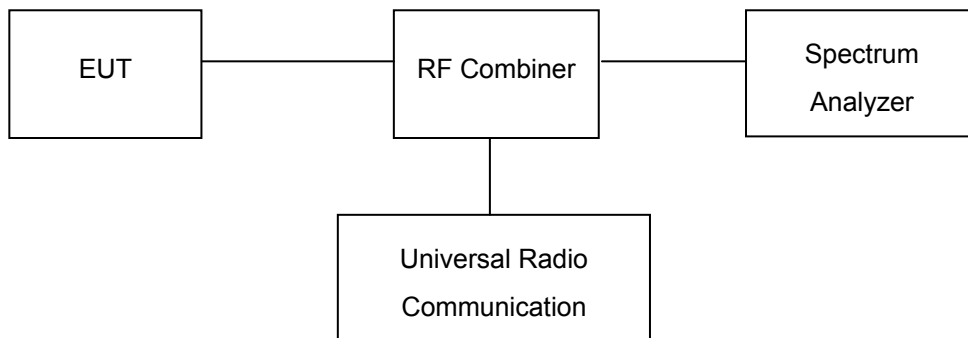 EUT
RF Combiner
Spectrum
Analyzer
Universal Radio
Communication